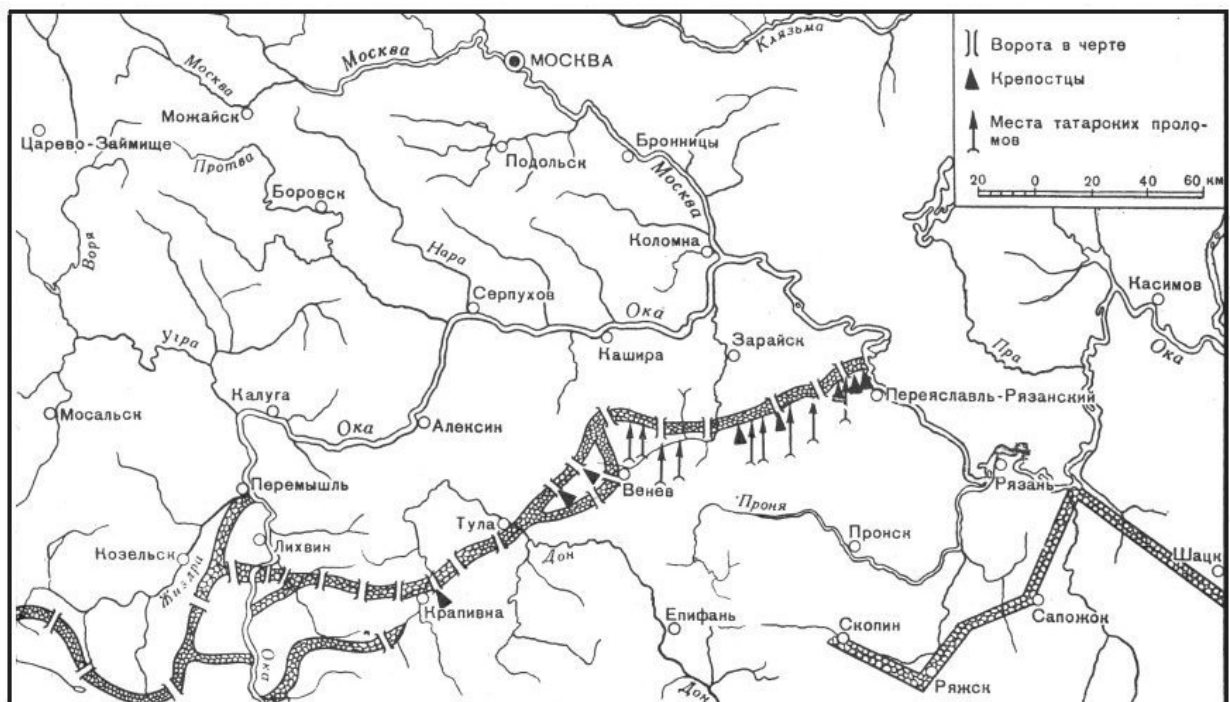 Клязьма
Москва
МОСКВА
Москва
Можайск
Царево-Займище
Протва
Подольск
Бронницы
Москва
Боровск
Воря
Нара
Коломна
Серпухов
Ока
Касимов
Угра
Кашира
Зарайск
Пра
Ока
Калуга
Мосальск
Ока
Алексин
Переяславль-Рязанский
Перемышль
Венев
Рязань
Тула
Проня
Козельск
Лихвин
Дон
Пронск
Жиздра
Шацк
Крапивна
Епифань
Скопин
Сапожок
Ока
Дон
Ряжск
Ворота в черте
Крепостцы
Места татарских проло-
мов
20 0 20 40 60 км